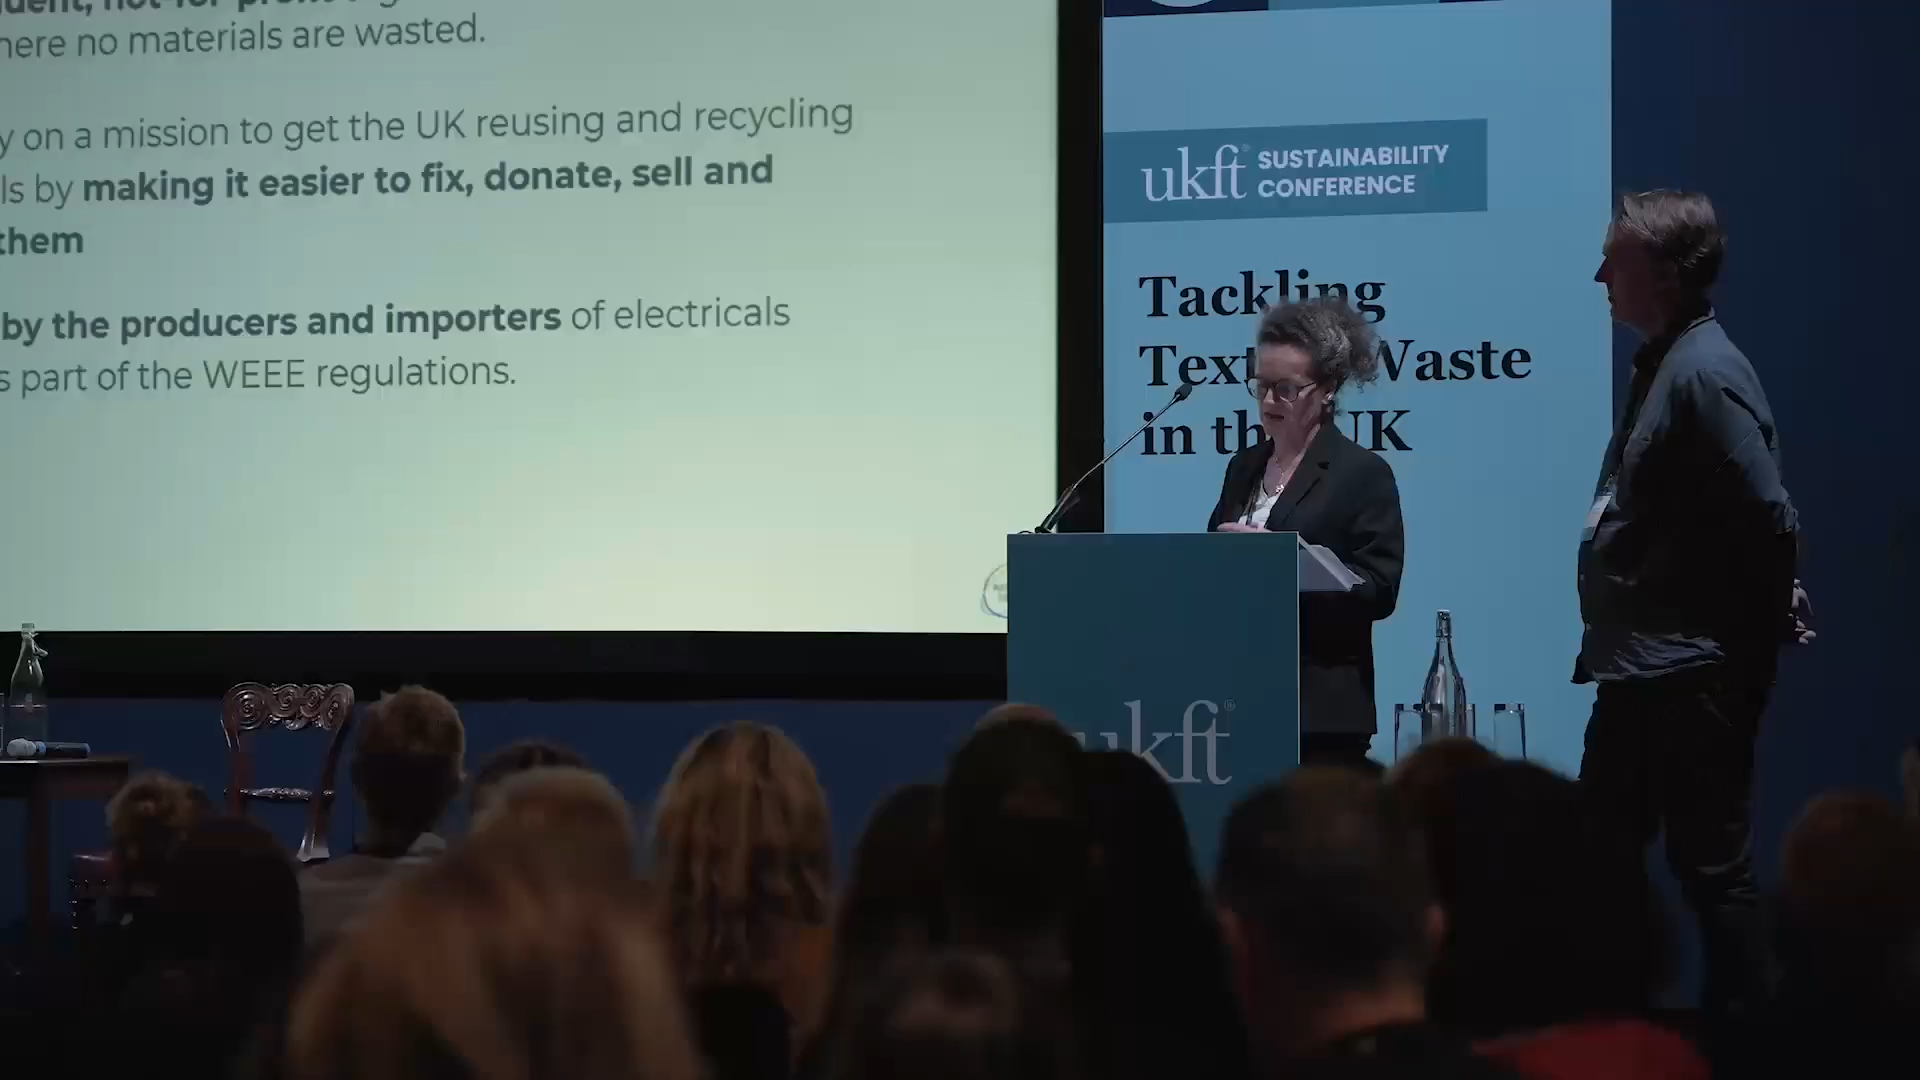 here no materials are wasted.
y on a mission to get the UK reusing and recycling
ls by making it easier to fix, donate, sell and
them
by the producers and importers of electricals
s part of the WEEE regulations.
ukft® SUSTAINABILITY
CONFERENCE
Tackling
Waste
in the UK
ukft®